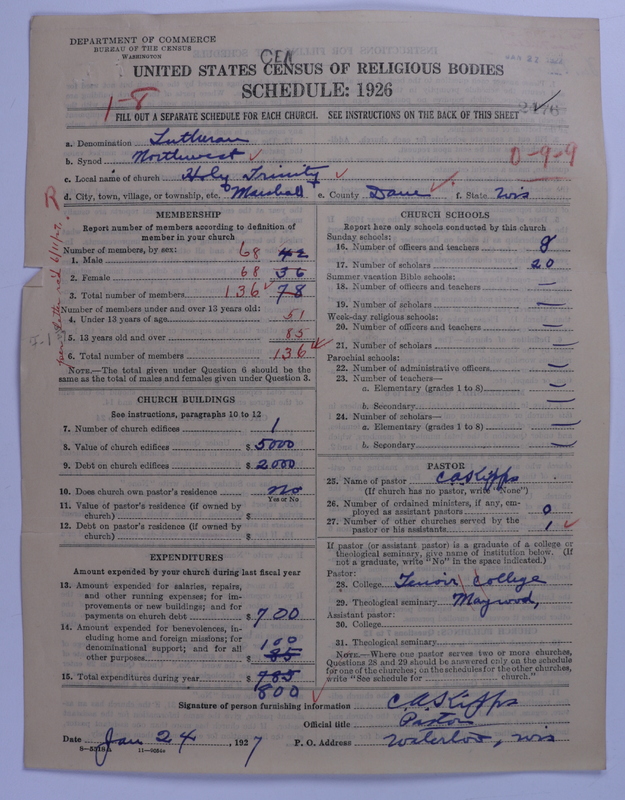 DEPARTMENT OF COMMERCE
BUREAU OF THE CENSUS
WASHINGTON
CEN
UNITED STATES CENSUS OF RELIGIOUS BODIES
SCHEDULE: 1926
1-8
FILL OUT A SEPARATE SCHEDULE FOR EACH CHURCH. SEE INSTRUCTIONS ON THE BACK OF THIS SHEET
a. Denomination Lutheran
b. Synod Northwest
0-9-9
c. Local name of church Holy Trinity
d. City, town, village, or township, etc. Marshall e. County Dane f. State Wis
R
MEMBERSHIP
Report number of members according to definition of
member in your church
Number of members, by sex:
1. Male 68 42
2. Female 68 36
3. Total number of members 136 78
Number of members under and over 13 years old:
4. Under 13 years of age 51
5. 13 years old and over 85
6. Total number of members 136
NOTE.—The total given under Question 6 should be the
same as the total of males and females given under Question 3.
CHURCH BUILDINGS
See instructions, paragraphs 10 to 12
7. Number of church edifices 1
8. Value of church edifices $ 5000
9. Debt on church edifices $ 2000
10. Does church own pastor's residence no
Yes or No
11. Value of pastor's residence (if owned by
church) $
12. Debt on pastor's residence (if owned by
church) $
EXPENDITURES
Amount expended by your church during last fiscal year
13. Amount expended for salaries, repairs,
and other running expenses; for im-
provements or new buildings; and for
payments on church debt $ 700
14. Amount expended for benevolences, in-
cluding home and foreign missions; for
denominational support; and for all 100
other purposes 85
15. Total expenditures during year $ 785
800
CHURCH SCHOOLS
Report here only schools conducted by this church
Sunday schools:
16. Number of officers and teachers 8
17. Number of scholars 20
Summer vacation Bible schools:
18. Number of officers and teachers —
19. Number of scholars —
Week-day religious schools:
20. Number of officers and teachers —
21. Number of scholars —
Parochial schools:
22. Number of administrative officers —
23. Number of teachers—
a. Elementary (grades 1 to 8) —
b. Secondary —
24. Number of scholars—
a. Elementary (grades 1 to 8) —
b. Secondary —
PASTOR
25. Name of pastor C A Kipps
(If church has no pastor, write "None")
26. Number of ordained ministers, if any, em-
ployed as assistant pastors 0
27. Number of other churches served by the
pastor or his assistants 1
If pastor (or assistant pastor) is a graduate of a college or
theological seminary, give name of institution below. (If
not a graduate, write "No" in the space indicated.)
Pastor:
28. College Lenoir College
29. Theological seminary Maywood,
Assistant pastor:
30. College
31. Theological seminary
NOTE.—Where one pastor serves two or more churches,
Questions 28 and 29 should be answered only on the schedule
for one of the churches; on the schedules for the other churches,
write "See schedule for church."
Signature of person furnishing information C A Kipps
Official title Pastor
Date Jan 24, 1927 P. O. Address Waterloo, Wis